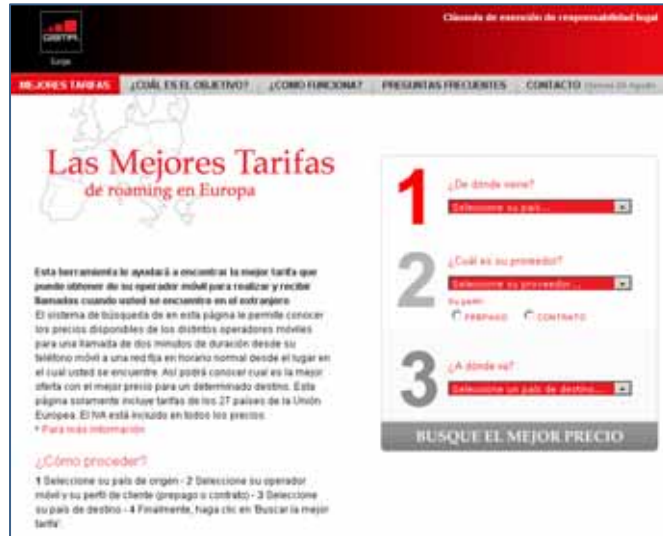 Cláusula de exención de responsabilidad legal
GSMA
Europe
MEJORES TARIFAS ¿CUÁL ES EL OBJETIVO? ¿COMO FUNCIONA? PREGUNTAS FRECUENTES CONTACTO
Las Mejores Tarifas
de roaming en Europa
Esta herramienta le ayudará a encontrar la mejor tarifa que
puede obtener de su operador móvil para realizar y recibir
llamadas cuando usted se encuentre en el extranjero
El sistema de búsqueda de en esta página le permite conocer
los precios disponibles de los distintos operadores móviles
para una llamada de dos minutos de duración desde su
teléfono móvil a una red fija en horario normal desde el lugar en
el cual usted se encuentre. Así podrá conocer cual es la mejor
oferta con el mejor precio para un determinado destino. Esta
página solamente incluye tarifas de los 27 países de la Unión
Europea. El IVA está incluido en todos los precios.
* Para más información
¿Cómo proceder?
1 Seleccione su país de origen - 2 Seleccione su operador
móvil y su perfil de cliente (prepago o contrato) - 3 Seleccione
su país de destino - 4 Finalmente, haga clic en 'Buscar la mejor
tarifa'.
1
¿De dónde viene?
Seleccione su país...
2
¿Cuál es su proveedor?
Seleccione su proveedor...
Su perfil:
PREPAGO CONTRATO
3
¿A dónde va?
Seleccione un país de destino...
BUSQUE EL MEJOR PRECIO